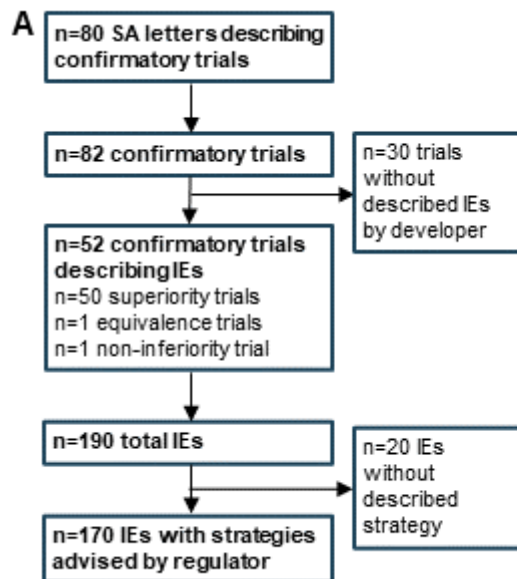 A
n=80 SA letters describing
confirmatory trials
n=82 confirmatory trials
n=30 trials
without
described IEs
by developer
n=52 confirmatory trials
describing IEs
n=50 superiority trials
n=1 equivalence trials
n=1 non-inferiority trial
n=190 total IEs
n=20 IEs
without
described
strategy
n=170 IEs with strategies
advised by regulator